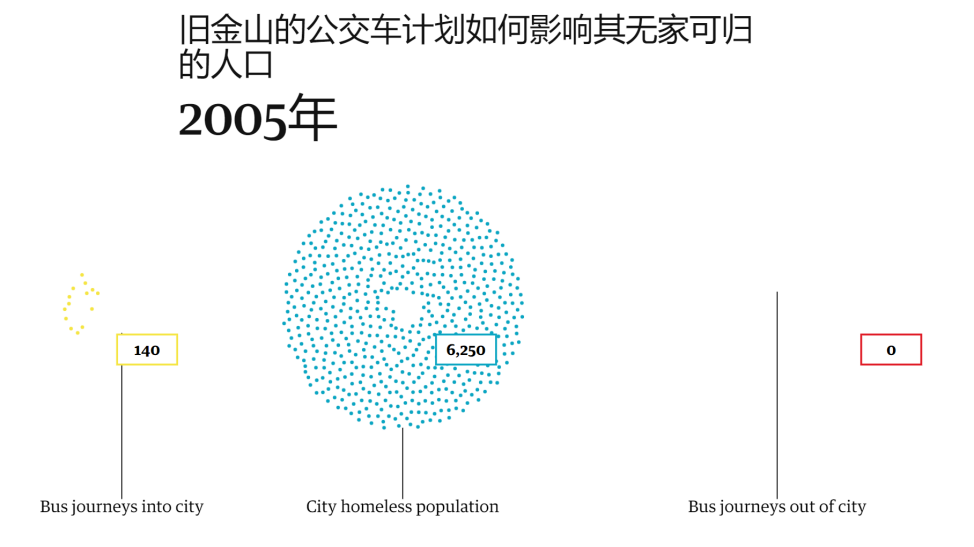 旧金山的公交车计划如何影响其无家可归
的人口
2005年
140
6,250
0
Bus journeys into city
City homeless population
Bus journeys out of city